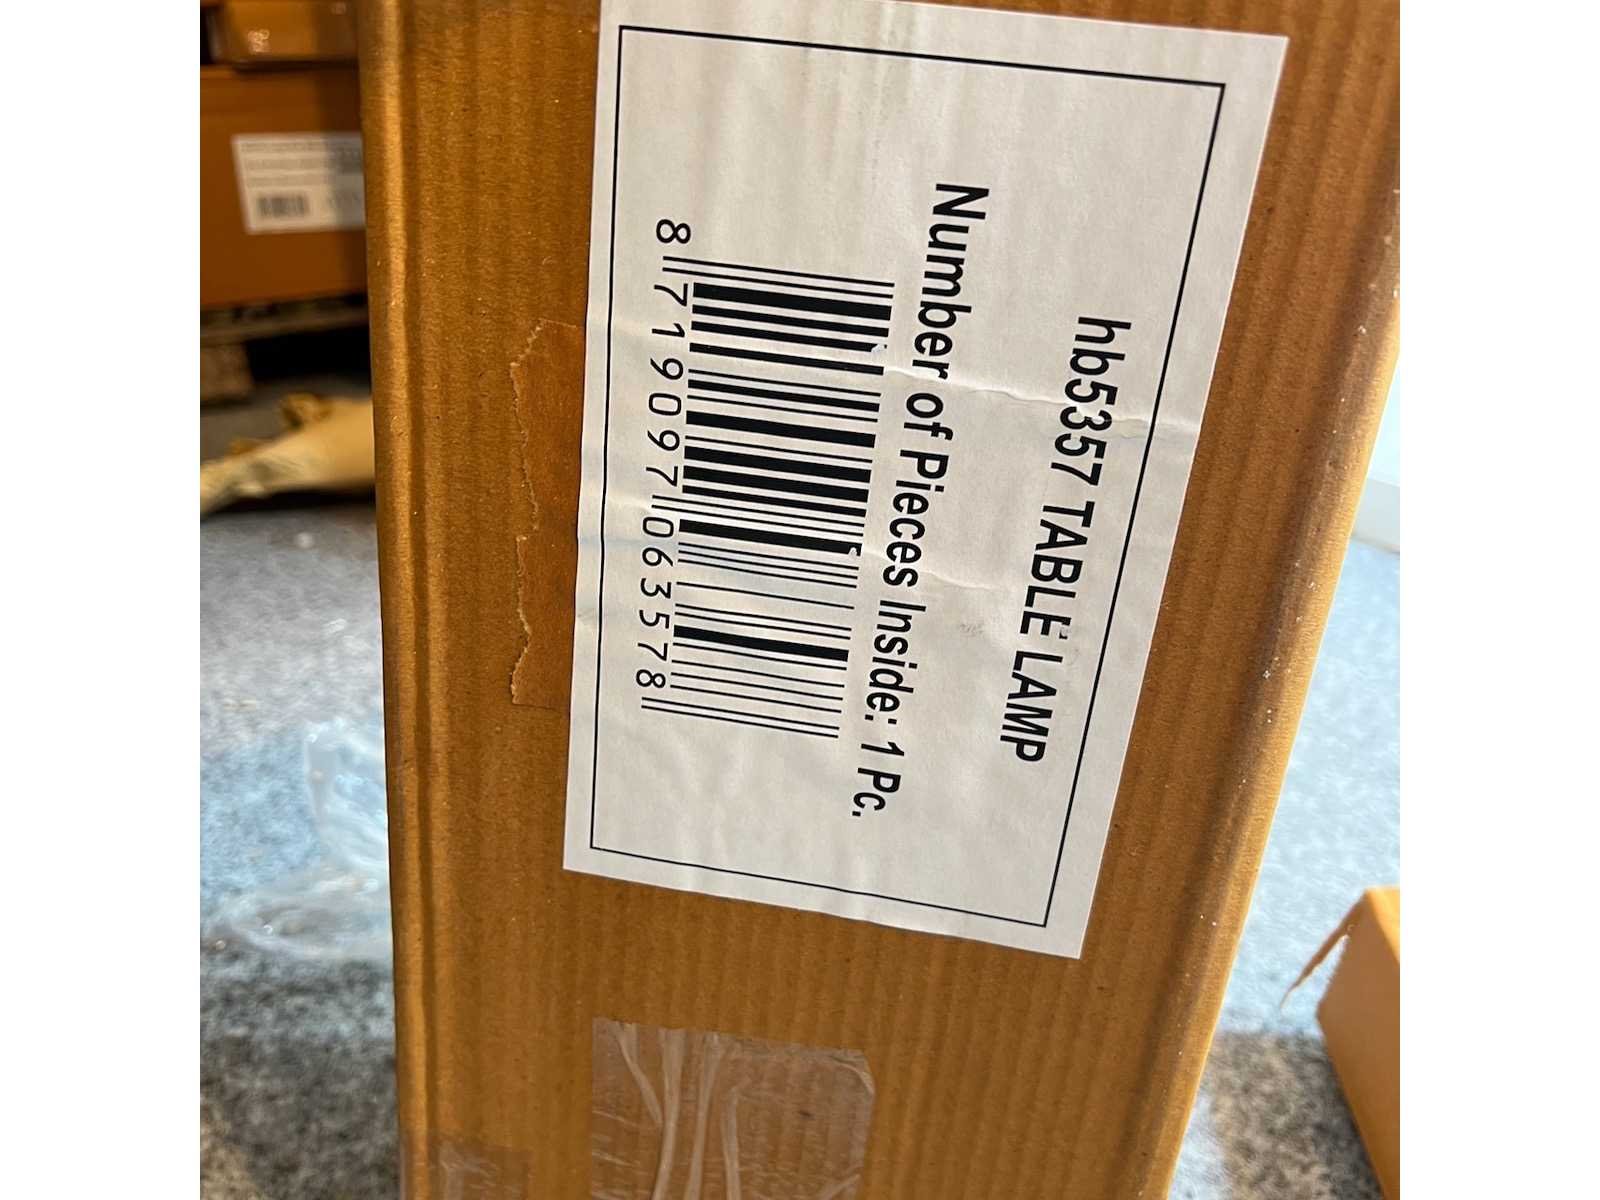 hb5357 TABLE LAMP
Number of Pieces Inside: 1 Pc.
8 719097 063578